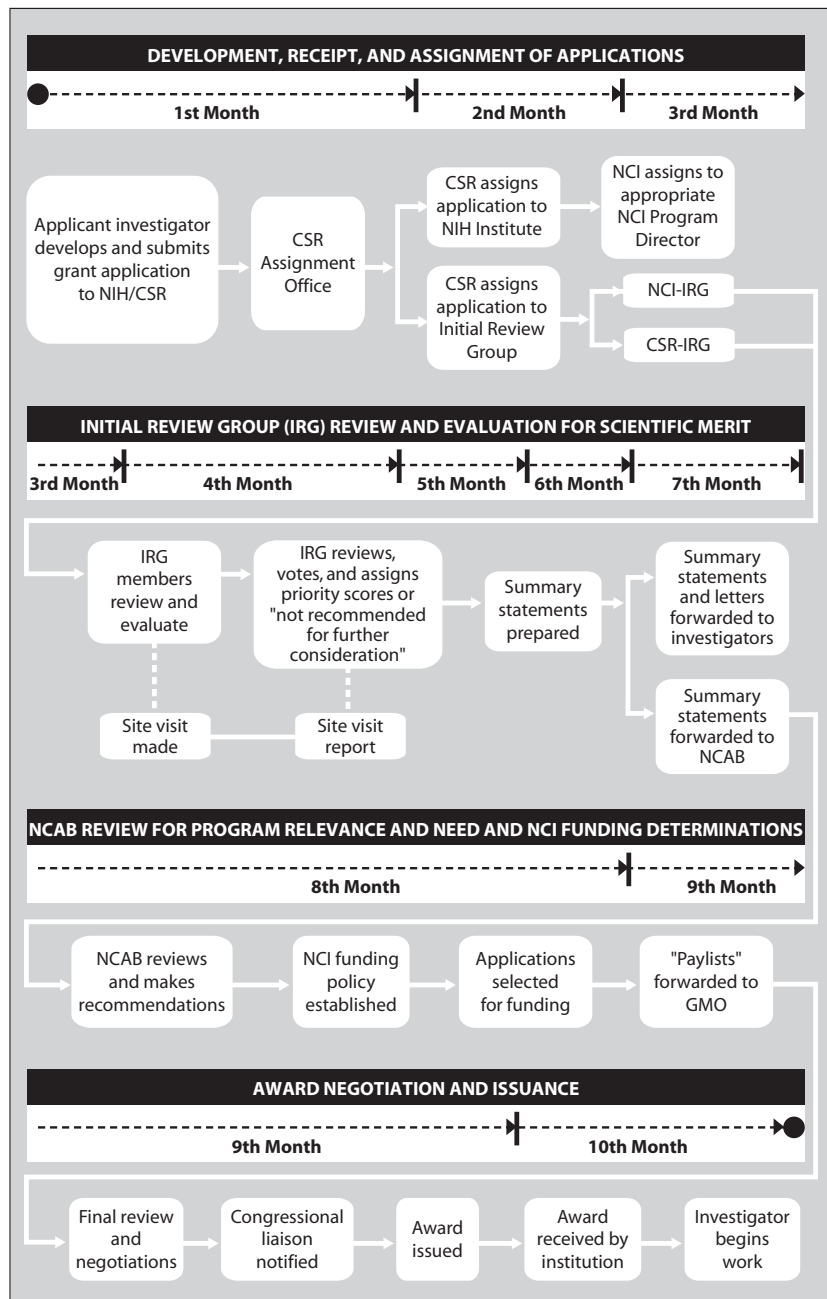 DEVELOPMENT, RECEIPT, AND ASSIGNMENT OF APPLICATIONS
1st Month
2nd Month
3rd Month
Applicant investigator
develops and submits
grant application
to NIH/CSR
CSR
Assignment
Office
CSR assigns
application to
NIH Institute
NCI assigns to
appropriate
NCI Program
Director
CSR assigns
application to
Initial Review
Group
NCI-IRG
CSR-IRG
INITIAL REVIEW GROUP (IRG) REVIEW AND EVALUATION FOR SCIENTIFIC MERIT
3rd Month
4th Month
5th Month
6th Month
7th Month
IRG
members
review and
evaluate
IRG reviews,
votes, and assigns
priority scores or
"not recommended
for further
consideration"
Summary
statements
prepared
Summary
statements
and letters
forwarded to
investigators
Site visit
made
Site visit
report
Summary
statements
forwarded to
NCAB
NCAB REVIEW FOR PROGRAM RELEVANCE AND NEED AND NCI FUNDING DETERMINATIONS
8th Month
9th Month
NCAB reviews
and makes
recommendations
NCI funding
policy
established
Applications
selected
for funding
"Paylists"
forwarded to
GMO
AWARD NEGOTIATION AND ISSUANCE
9th Month
10th Month
Final review
and
negotiations
Congressional
liaison
notified
Award
issued
Award
received by
institution
Investigator
begins
work